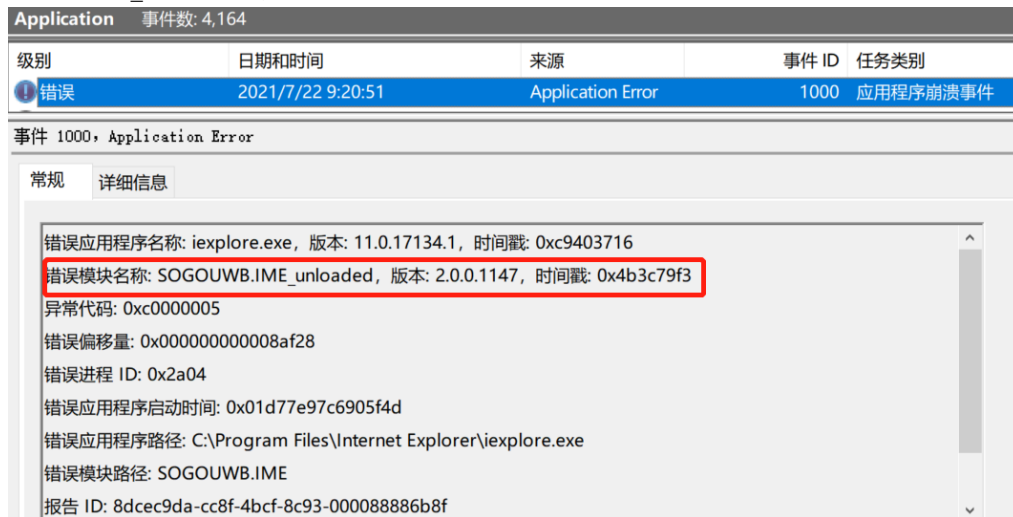 Application 事件数: 4,164
级别 日期和时间 来源 事件 ID 任务类别
错误 2021/7/22 9:20:51 Application Error 1000 应用程序崩溃事件
事件 1000，Application Error
常规 详细信息
错误应用程序名称: iexplore.exe，版本: 11.0.17134.1，时间戳: 0xc9403716
错误模块名称: SOGOUWB.IME_unloaded，版本: 2.0.0.1147，时间戳: 0x4b3c79f3
异常代码: 0xc0000005
错误偏移量: 0x000000000008af28
错误进程 ID: 0x2a04
错误应用程序启动时间: 0x01d77e97c6905f4d
错误应用程序路径: C:\Program Files\Internet Explorer\iexplore.exe
错误模块路径: SOGOUWB.IME
报告 ID: 8dcec9da-cc8f-4bcf-8c93-000088886b8f